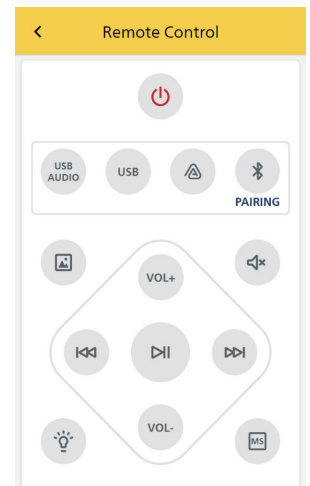 Remote Control
USB
AUDIO
USB
PAIRING
VOL+
VOL-
MS